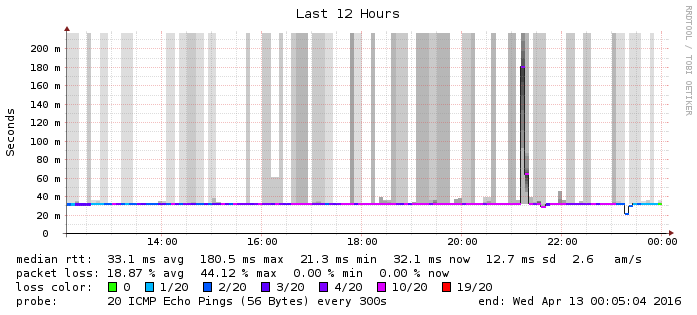 Last 12 Hours
RRDTOOL / TOBI OETIKER
Seconds
200 m
180 m
160 m
140 m
120 m
100 m
80 m
60 m
40 m
20 m
0
14:00 16:00 18:00 20:00 22:00 00:00
median rtt: 33.1 ms avg 180.5 ms max 21.3 ms min 32.1 ms now 12.7 ms sd 2.6 am/s
packet loss: 18.87 % avg 44.12 % max 0.00 % min 0.00 % now
loss color: 0 1/20 2/20 3/20 4/20 10/20 19/20
probe: 20 ICMP Echo Pings (56 Bytes) every 300s end: Wed Apr 13 00:05:04 2016